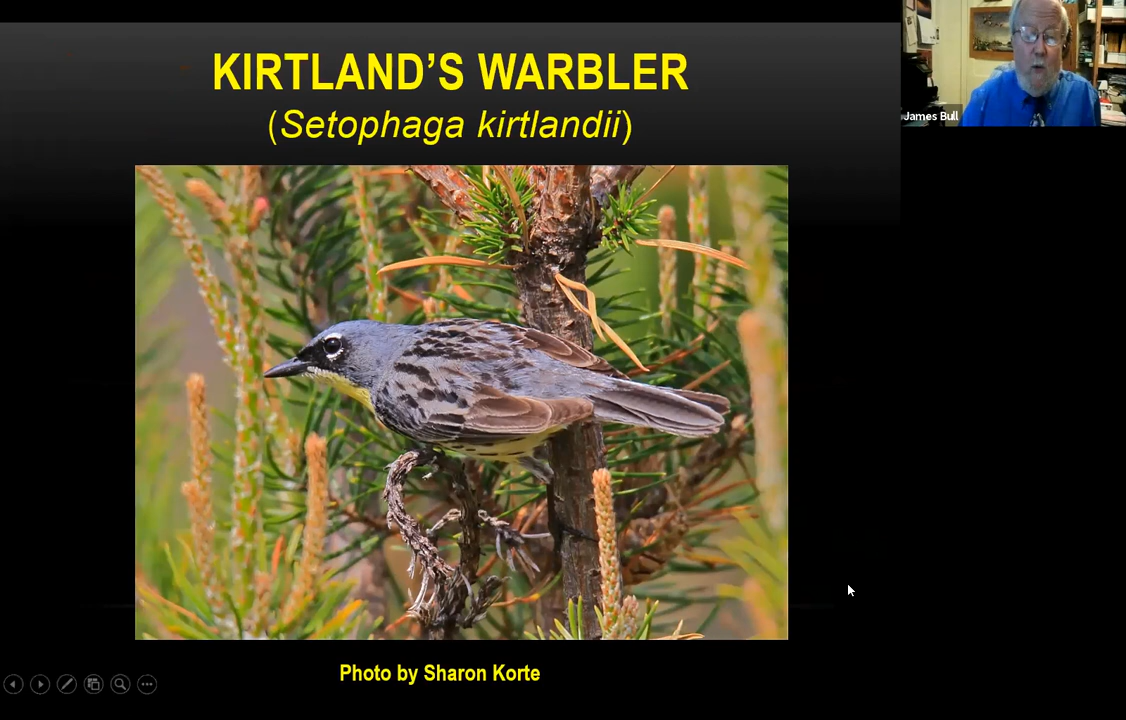 KIRTLAND’S WARBLER
(Setophaga kirtlandii)
James Bull
Photo by Sharon Korte